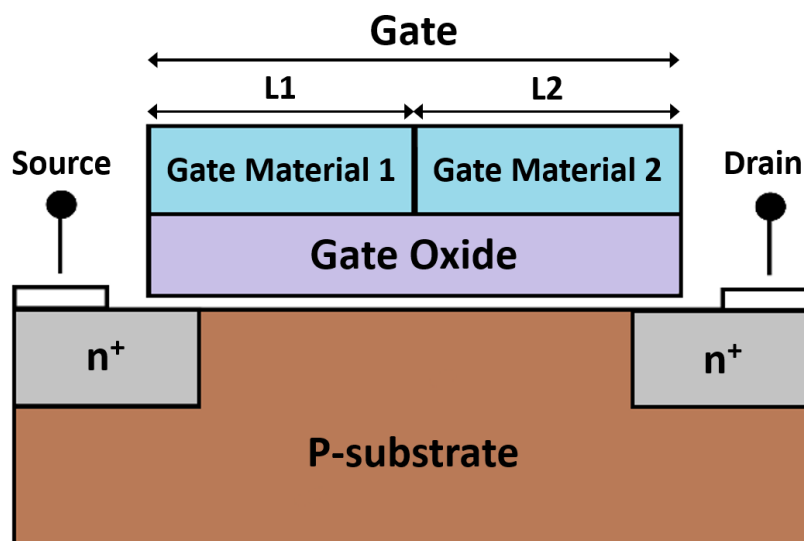 Gate
L1 L2
Source Gate Material 1 Gate Material 2 Drain
Gate Oxide
n⁺ n⁺
P-substrate